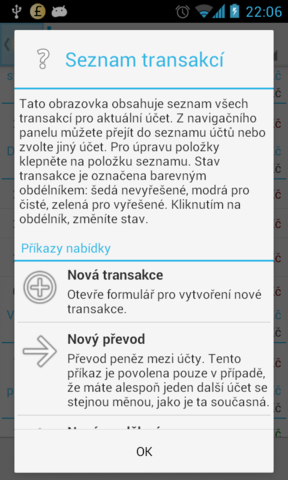 22:06
Seznam transakcí
Tato obrazovka obsahuje seznam všech
transakcí pro aktuální účet. Z navigačního
panelu můžete přejít do seznamu účtů nebo
zvolte jiný účet. Pro úpravu položky
klepněte na položku seznamu. Stav
transakce je označena barevným
obdélníkem: šedá nevyřešené, modrá pro
čisté, zelená pro vyřešené. Kliknutím na
obdélník, změníte stav.
Příkazy nabídky
Nová transakce
Otevře formulář pro vytvoření nové
transakce.
Nový převod
Převod peněz mezi účty. Tento
příkaz je povolena pouze v případě,
že máte alespoň jeden další účet se
stejnou měnou, jako je ta současná.
OK